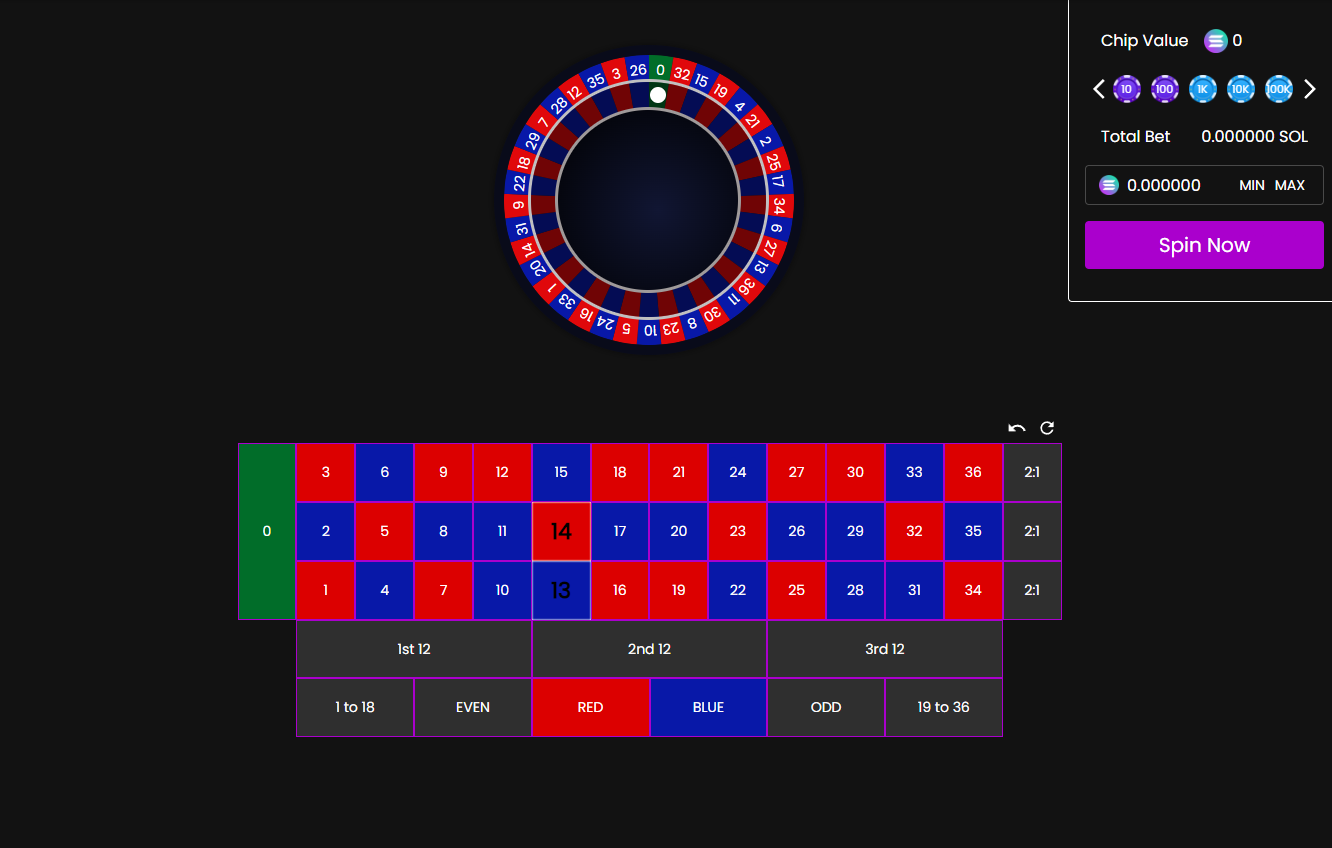 Chip Value 0
10 100 1K 10K 100K
Total Bet 0.000000 SOL
0.000000 MIN MAX
Spin Now
0 32 15 19 4 21 2 25 17 34 6 27 13 36 11 30 8 23 10 5 24 16 33 1 20 14 31 9 22 18 29 7 28 12 35 3 26
3 6 9 12 15 18 21 24 27 30 33 36 2:1
0 2 5 8 11 14 17 20 23 26 29 32 35 2:1
1 4 7 10 13 16 19 22 25 28 31 34 2:1
1st 12 2nd 12 3rd 12
1 to 18 EVEN RED BLUE ODD 19 to 36